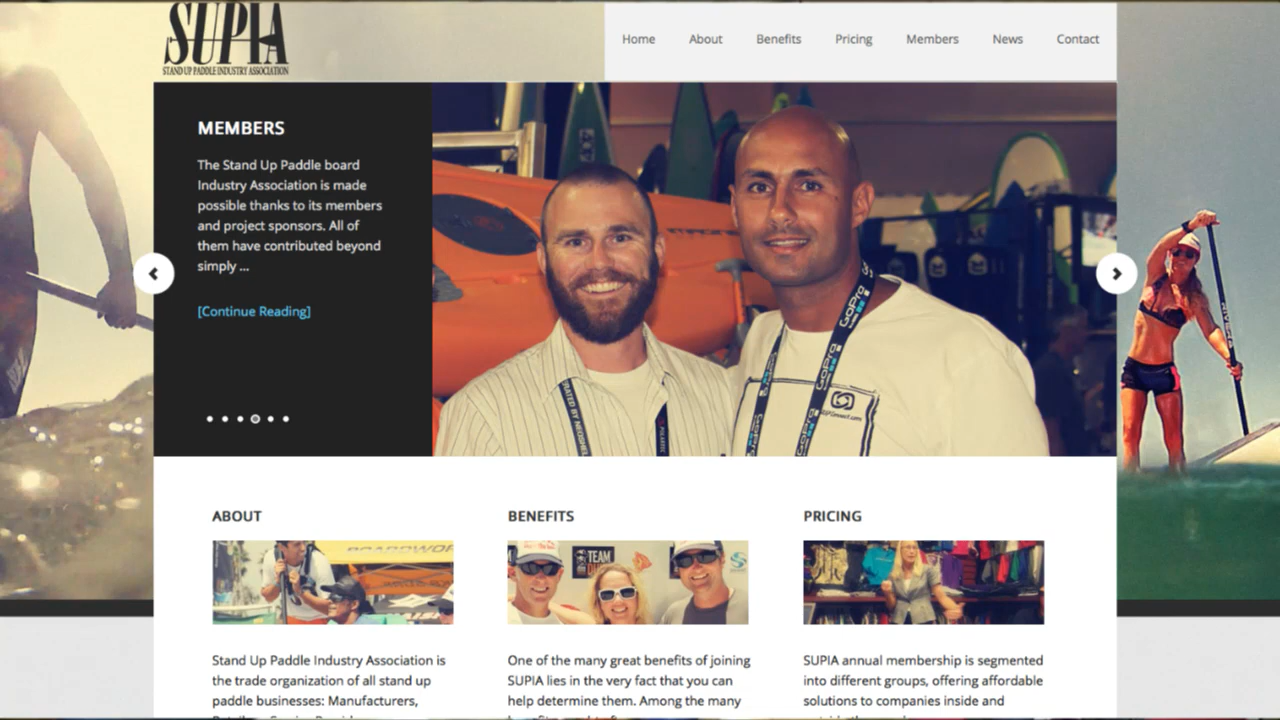 SUPIA
STAND UP PADDLE INDUSTRY ASSOCIATION
Home About Benefits Pricing Members News Contact
MEMBERS
The Stand Up Paddle board
Industry Association is made
possible thanks to its members
and project sponsors. All of
them have contributed beyond
simply ...
[Continue Reading]
GoPro
GoPro
GoPro
ABOUT
BENEFITS
PRICING
TEAM
Stand Up Paddle Industry Association is
the trade organization of all stand up
paddle businesses: Manufacturers,
One of the many great benefits of joining
SUPIA lies in the very fact that you can
help determine them. Among the many
SUPIA annual membership is segmented
into different groups, offering affordable
solutions to companies inside and